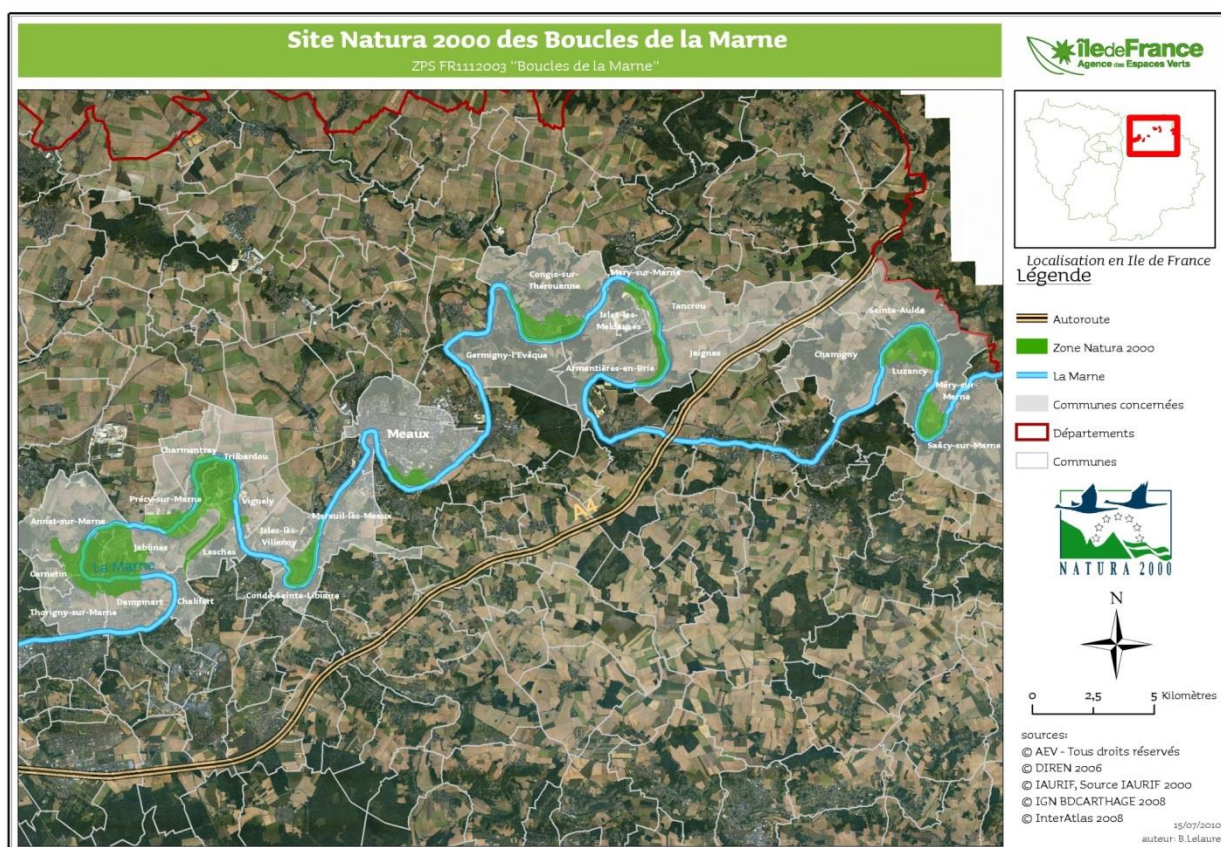 Site Natura 2000 des Boucles de la Marne
ZPS FR1112003 "Boucles de la Marne"
îledeFrance
Agence des Espaces Verts
Localisation en Ile de France
Légende
Autoroute
Zone Natura 2000
La Marne
Communes concernées
Départements
Communes
NATURA 2000
N
0 2,5 5 Kilomètres
sources:
© AEV - Tous droits réservés
© DIREN 2006
© IAURIF, Source IAURIF 2000
© IGN BDCARTHAGE 2008
© InterAtlas 2008
15/07/2010
auteur: B.Lelaure
Congis-sur-
Thérouanne
Mary-sur-Marne
Isles-les-
Meldeuses
Tancrou
Germigny-l'Evêque
Armentières-en-Brie
Jaignes
Sainte-Aulde
Chamigny
Luzancy
Méry-sur-
Marne
Saâcy-sur-Marne
Meaux
Charmentray
Trilbardou
Précy-sur-Marne
Vignely
Isles-lès-
Villenoy
Mareuil-lès-Meaux
Annet-sur-Marne
Jablines
Lesches
La Marne
Carnetin
Dampmart
Chalifert
Condé-Sainte-Libiaire
Thorigny-sur-Marne
A4